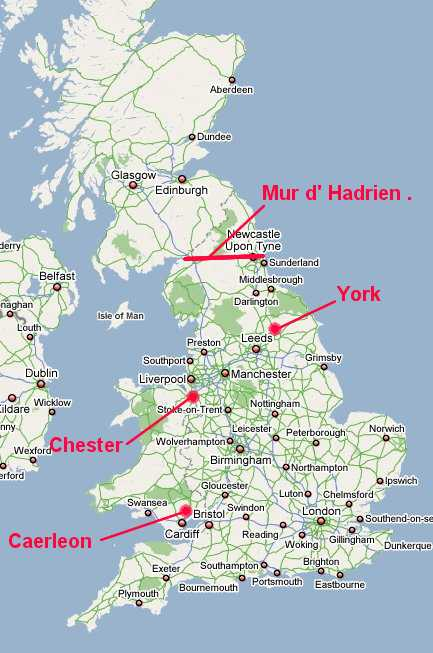 Aberdeen
Dundee
Glasgow
Edinburgh
Mur d' Hadrien .
Newcastle
Upon Tyne
Sunderland
Belfast
Middlesbrough
Darlington
York
Isle of Man
Louth
Leeds
Preston
Grimsby
Southport
Dublin
Liverpool
Manchester
Kildare
Wicklow
Stoke-on-Trent
Nottingham
Chester
Leicester
Norwich
Wolverhampton
Peterborough
Wexford
Birmingham
Northampton
Ipswich
Gloucester
Luton
Chelmsford
Swansea
Swindon
London
Southend-on-se
Bristol
Caerleon
Cardiff
Reading
Gillingham
Woking
Dunkerque
Exeter
Southampton
Brighton
Portsmouth
Eastbourne
Bournemouth
Plymouth